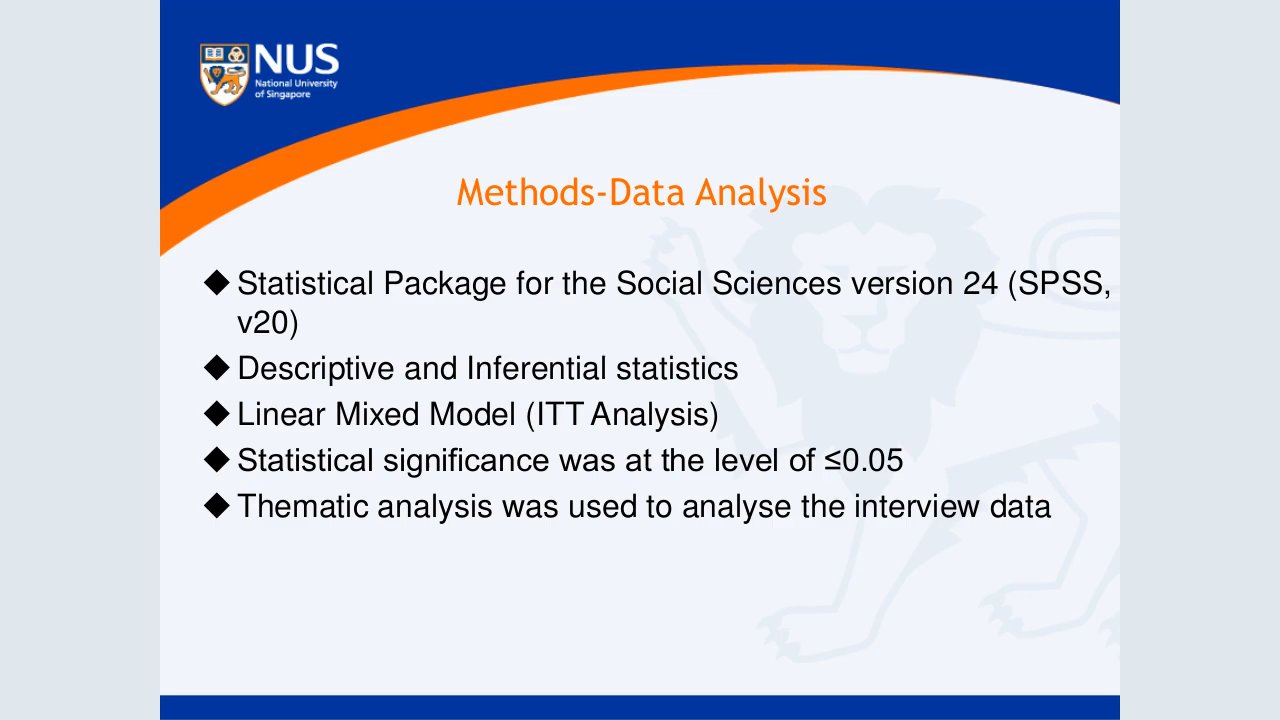 NUS
National University
of Singapore
Methods-Data Analysis
◆Statistical Package for the Social Sciences version 24 (SPSS,
v20)
◆Descriptive and Inferential statistics
◆Linear Mixed Model (ITT Analysis)
◆Statistical significance was at the level of ≤0.05
◆Thematic analysis was used to analyse the interview data